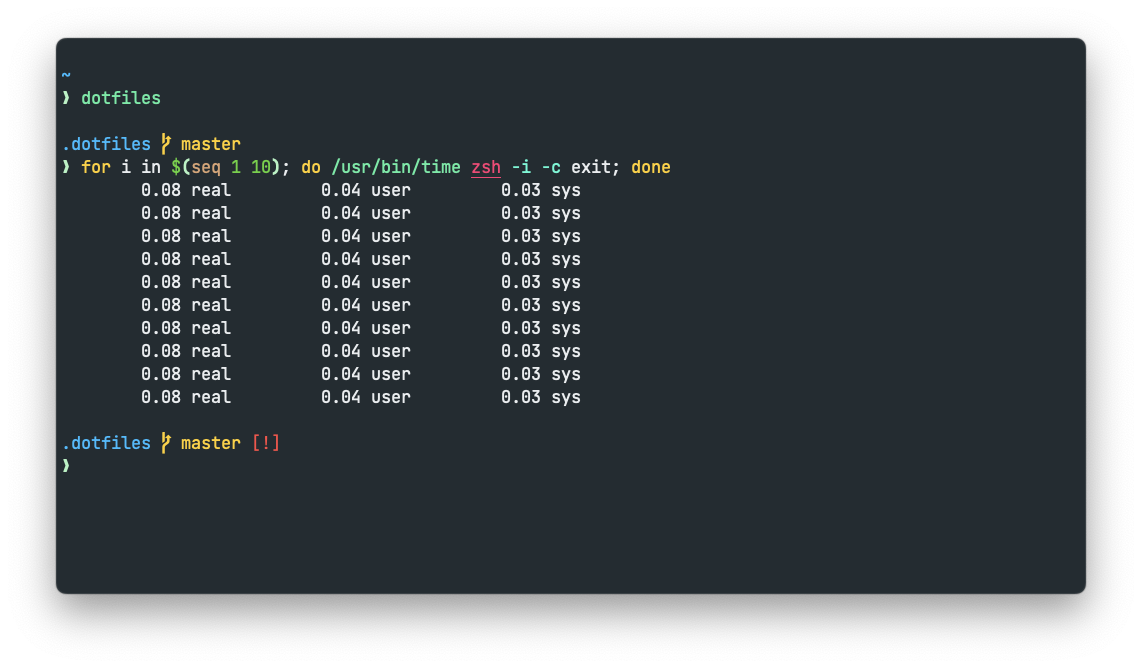 ~
❯ dotfiles
.dotfiles master
❯ for i in $(seq 1 10); do /usr/bin/time zsh -i -c exit; done
0.08 real 0.04 user 0.03 sys
0.08 real 0.04 user 0.03 sys
0.08 real 0.04 user 0.03 sys
0.08 real 0.04 user 0.03 sys
0.08 real 0.04 user 0.03 sys
0.08 real 0.04 user 0.03 sys
0.08 real 0.04 user 0.03 sys
0.08 real 0.04 user 0.03 sys
0.08 real 0.04 user 0.03 sys
0.08 real 0.04 user 0.03 sys
.dotfiles master [!]
❯